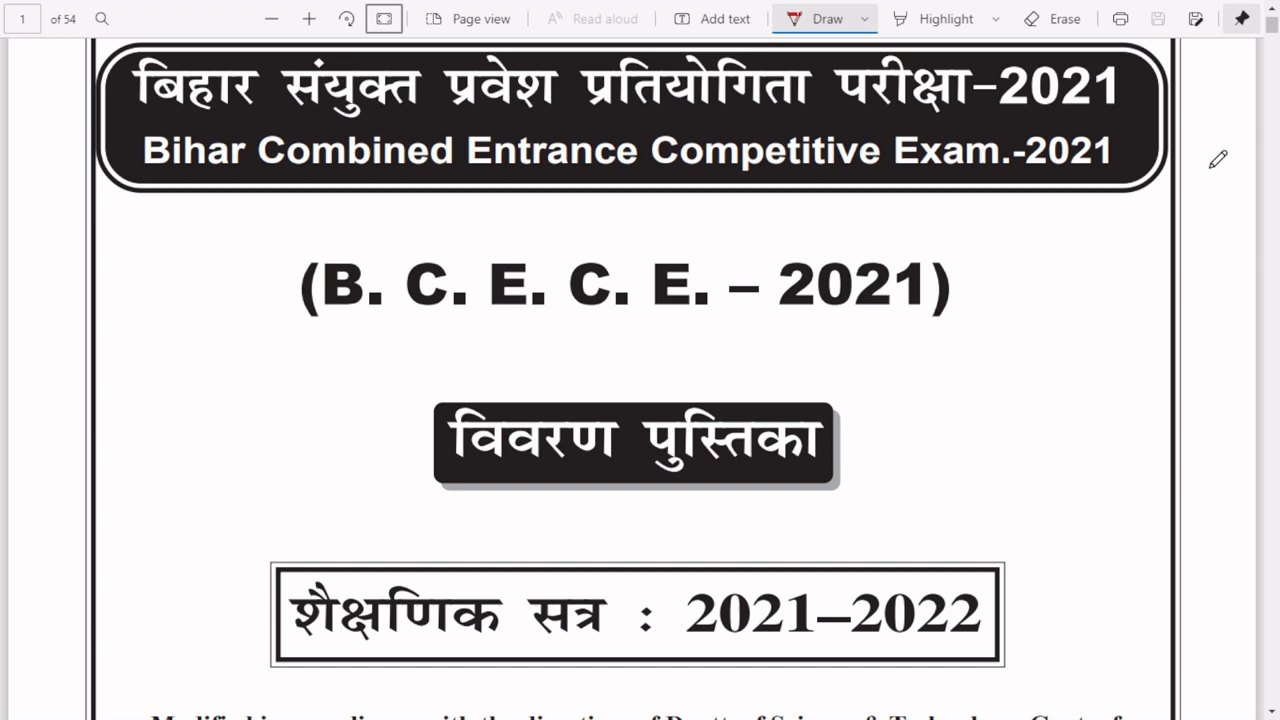 1 of 54 Page view Read aloud Add text Draw Highlight Erase
बिहार संयुक्त प्रवेश प्रतियोगिता परीक्षा-2021
Bihar Combined Entrance Competitive Exam.-2021
(B. C. E. C. E. – 2021)
विवरण पुस्तिका
शैक्षणिक सत्र : 2021–2022